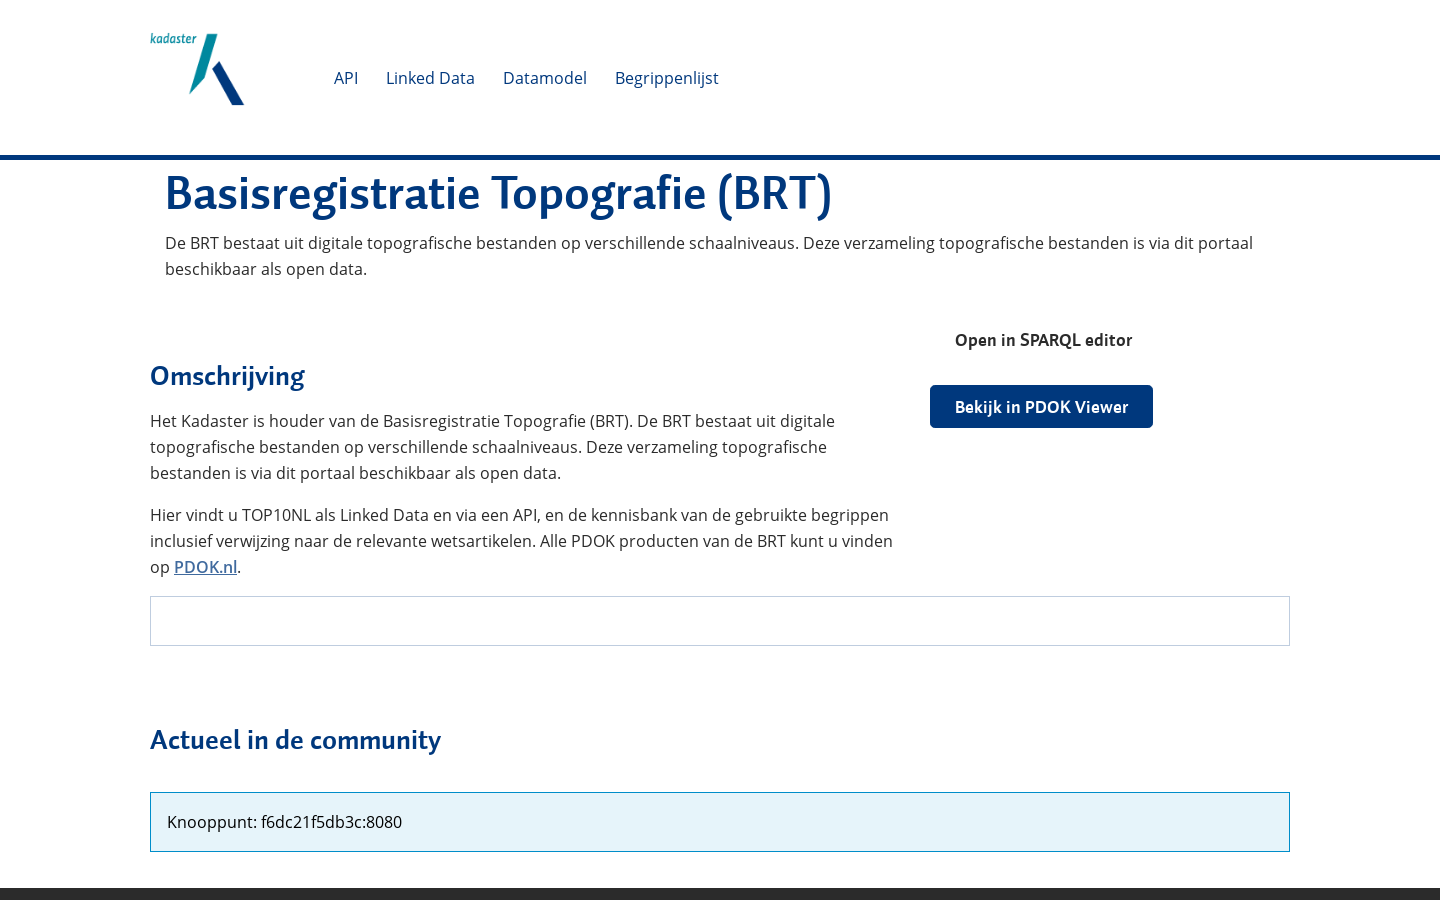 kadaster
API Linked Data Datamodel Begrippenlijst
Basisregistratie Topografie (BRT)
De BRT bestaat uit digitale topografische bestanden op verschillende schaalniveaus. Deze verzameling topografische bestanden is via dit portaal
beschikbaar als open data.
Open in SPARQL editor
Bekijk in PDOK Viewer
Omschrijving
Het Kadaster is houder van de Basisregistratie Topografie (BRT). De BRT bestaat uit digitale
topografische bestanden op verschillende schaalniveaus. Deze verzameling topografische
bestanden is via dit portaal beschikbaar als open data.
Hier vindt u TOP10NL als Linked Data en via een API, en de kennisbank van de gebruikte begrippen
inclusief verwijzing naar de relevante wetsartikelen. Alle PDOK producten van de BRT kunt u vinden
op PDOK.nl.
Actueel in de community
Knooppunt: f6dc21f5db3c:8080